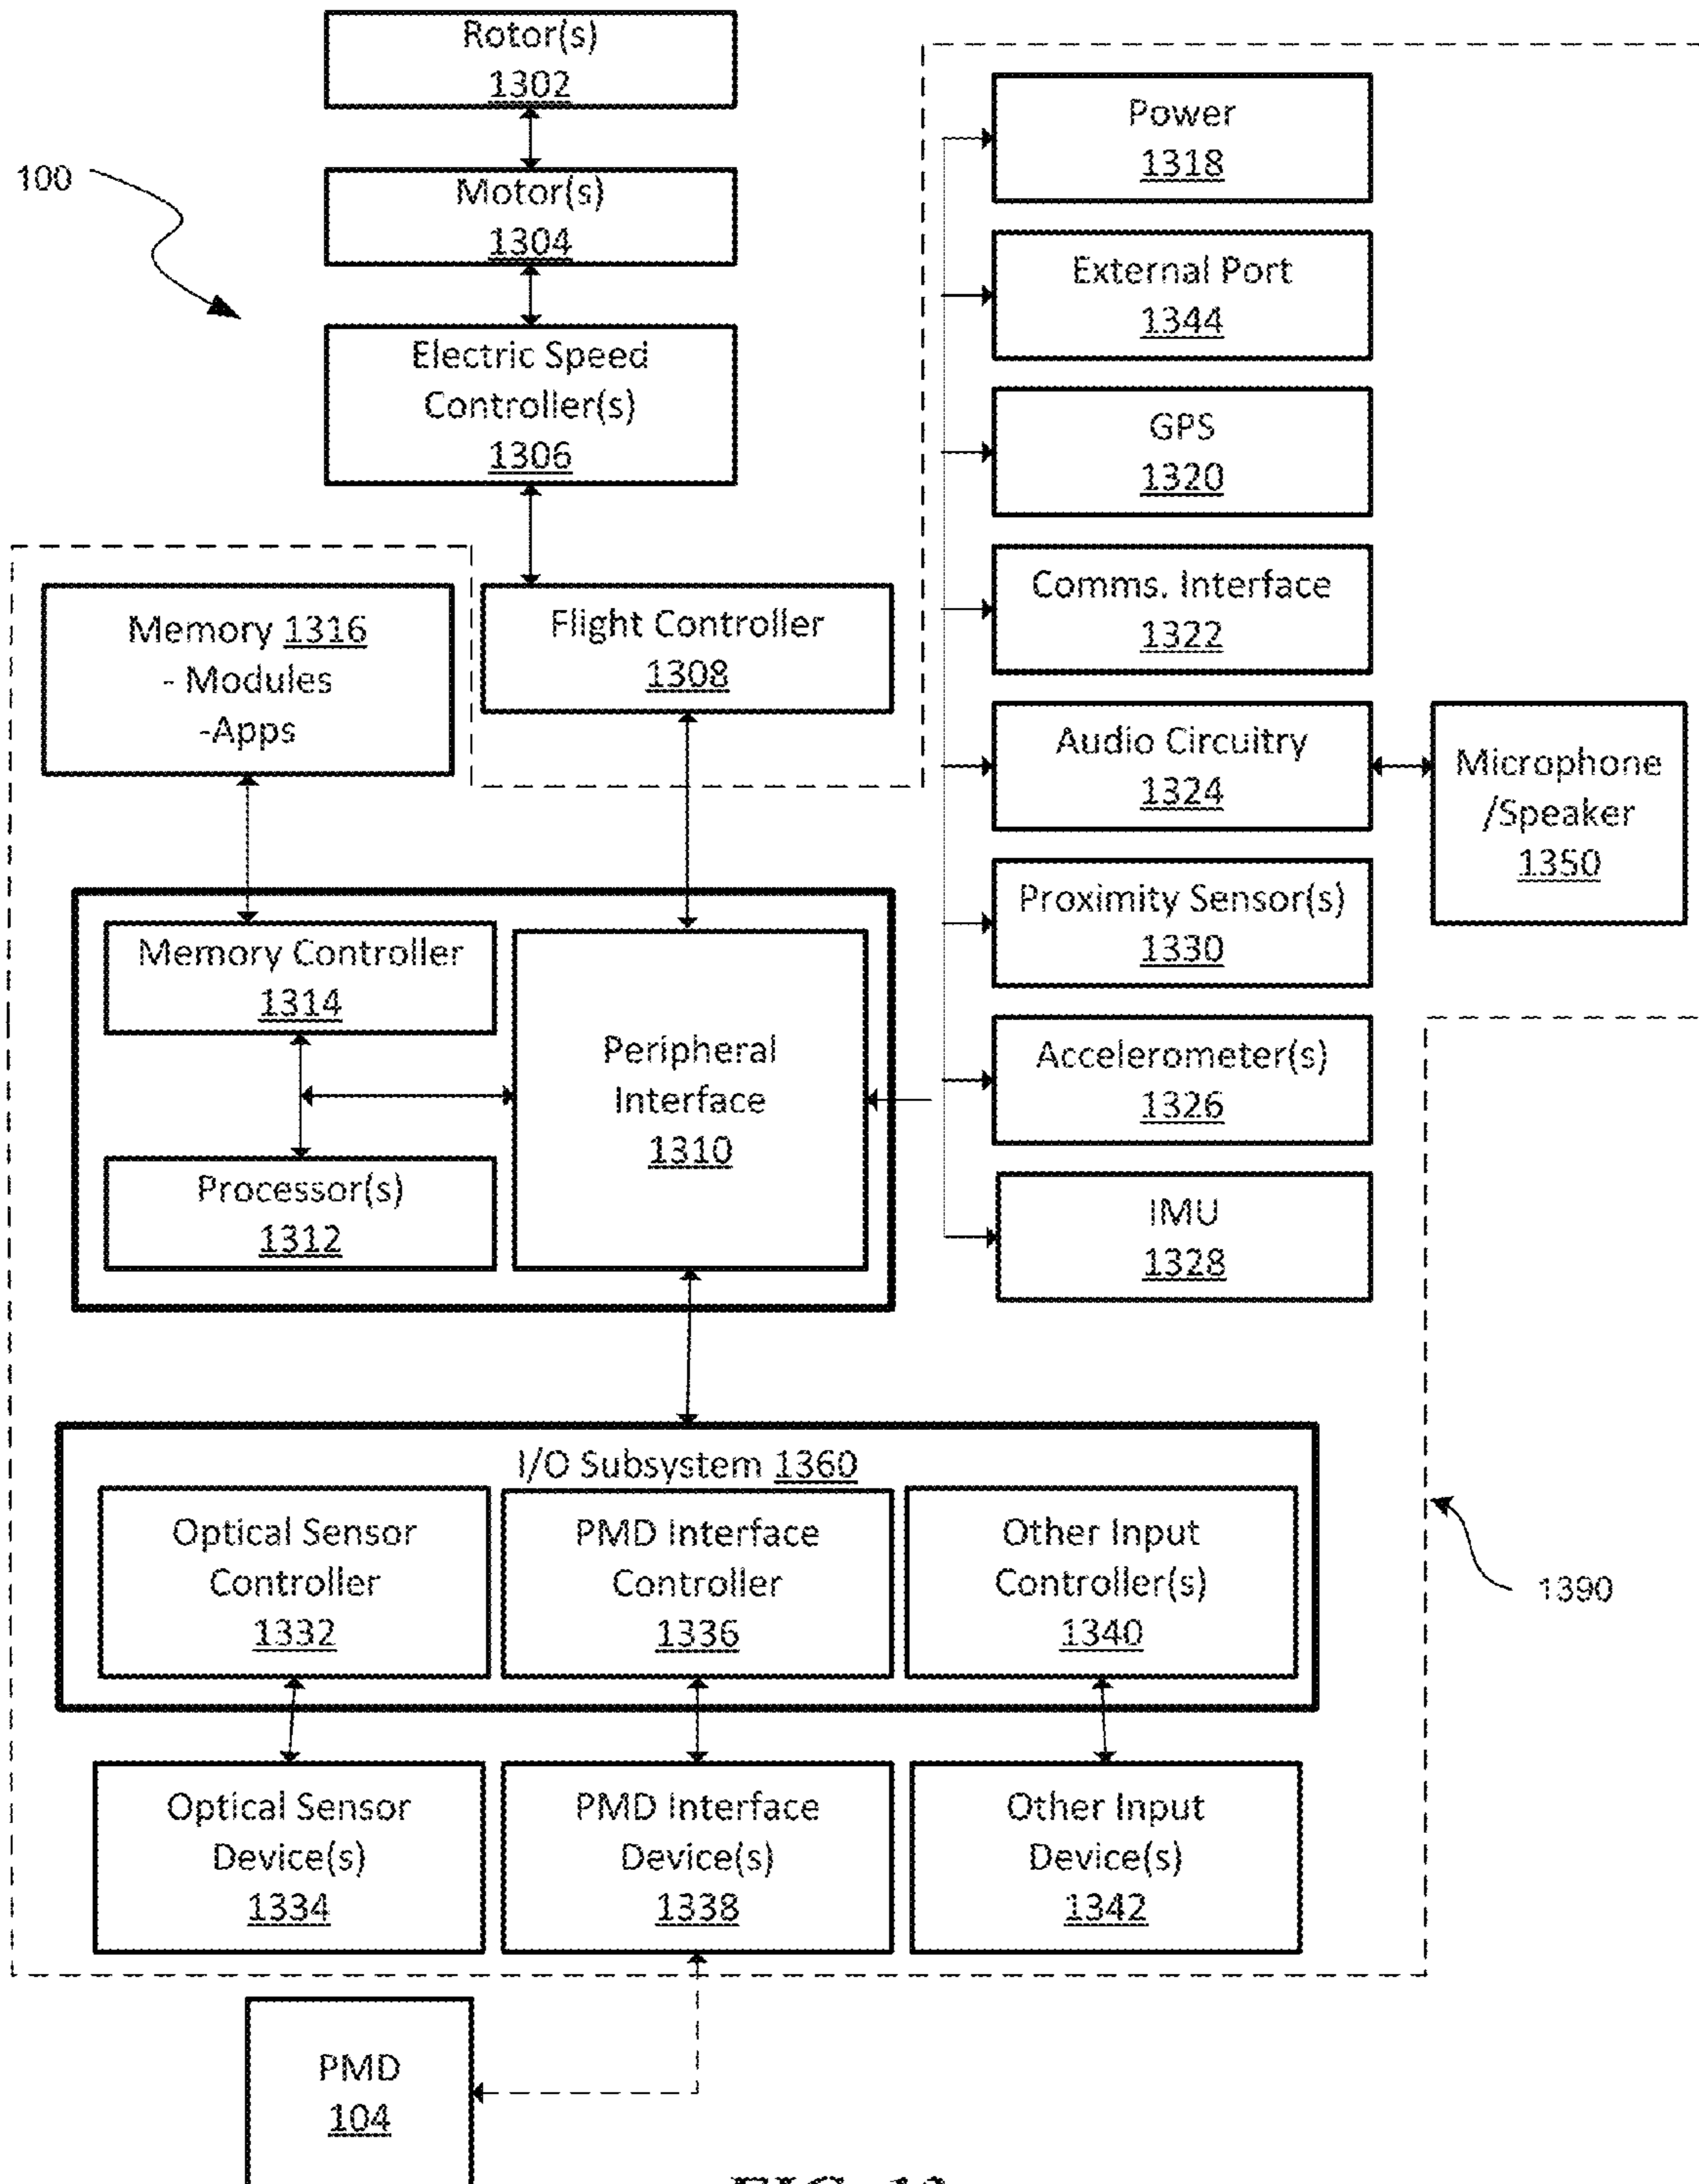 Rotor(s)
1302
100
Motor(s)
1304
Electric Speed
Controller(s)
1306
Memory 1316
- Modules
-Apps
Flight Controller
1308
Memory Controller
1314
Processor(s)
1312
Peripheral
Interface
1310
Power
1318
External Port
1344
GPS
1320
Comms. Interface
1322
Audio Circuitry
1324
Microphone
/Speaker
1350
Proximity Sensor(s)
1330
Accelerometer(s)
1326
IMU
1328
I/O Subsystem 1360
Optical Sensor
Controller
1332
PMD Interface
Controller
1336
Other Input
Controller(s)
1340
1390
Optical Sensor
Device(s)
1334
PMD Interface
Device(s)
1338
Other Input
Device(s)
1342
PMD
104